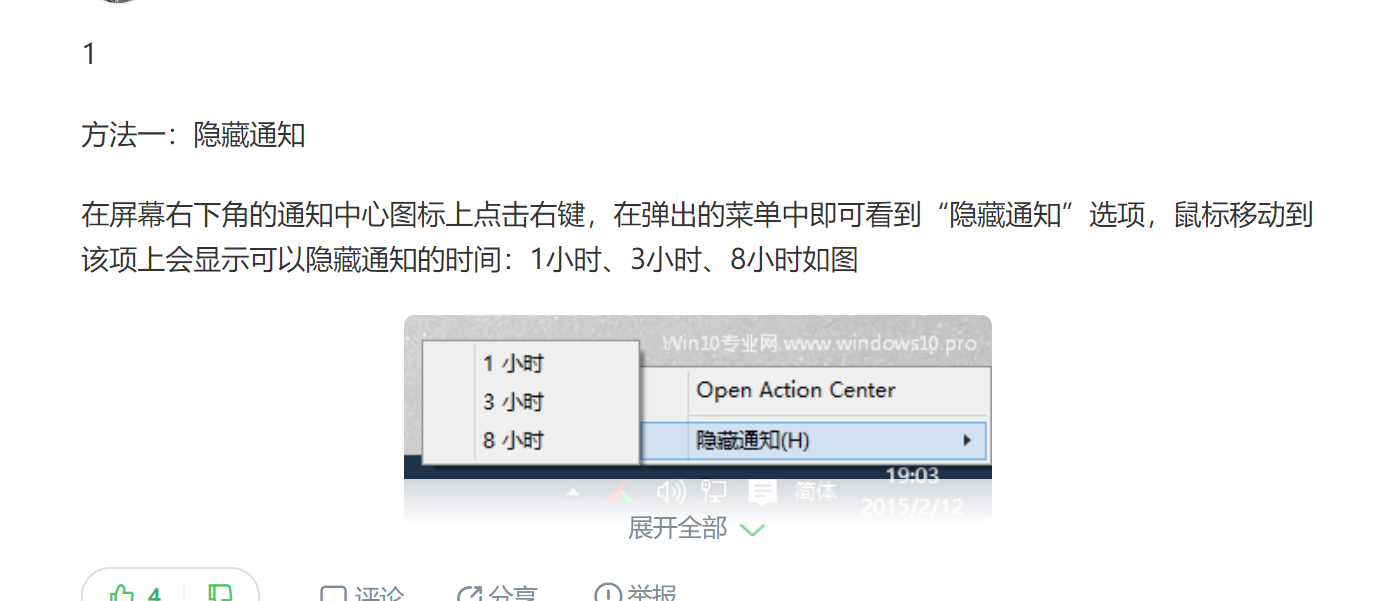 1
方法一：隐藏通知
在屏幕右下角的通知中心图标上点击右键，在弹出的菜单中即可看到“隐藏通知”选项，鼠标移动到
该项上会显示可以隐藏通知的时间：1小时、3小时、8小时如图
Win10专业网.www.windows10.pro
1 小时
3 小时
8 小时
Open Action Center
隐藏通知(H)
19:03
简体
2015/2/12
展开全部
4
评论
分享
举报